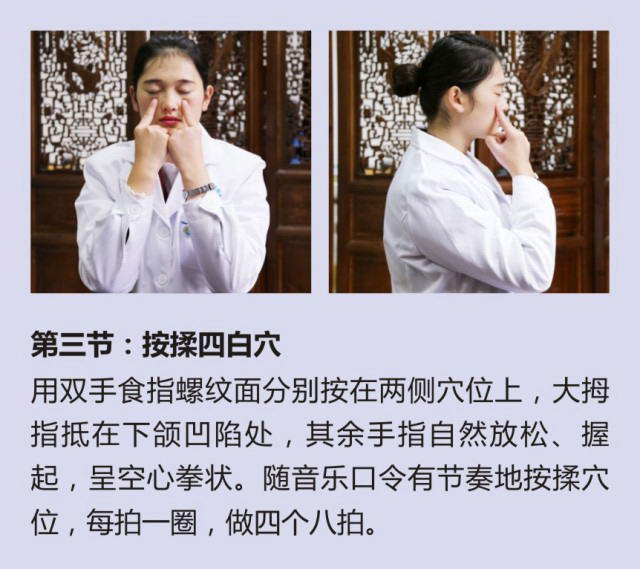 第三节：按揉四白穴
用双手食指螺纹面分别按在两侧穴位上，大拇
指抵在下颌凹陷处，其余手指自然放松、握
起，呈空心拳状。随音乐口令有节奏地按揉穴
位，每拍一圈，做四个八拍。